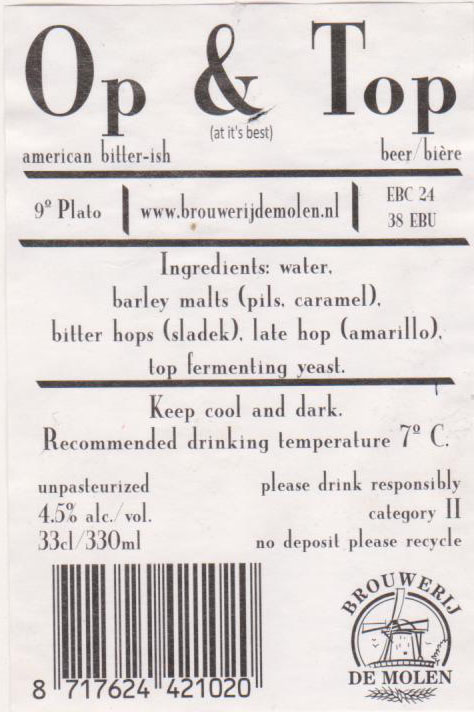 Op & Top
(at it's best)
american bitter-ish
beer/bière
9º Plato
www.brouwerijdemolen.nl
EBC 24
38 EBU
Ingredients: water,
barley malts (pils, caramel),
bitter hops (sladek), late hop (amarillo),
top fermenting yeast.
Keep cool and dark.
Recommended drinking temperature 7º C.
unpasteurized
4.5% alc./vol.
33cl/330ml
please drink responsibly
category II
no deposit please recycle
8 717624 421020
BROUWERIJ
DE MOLEN